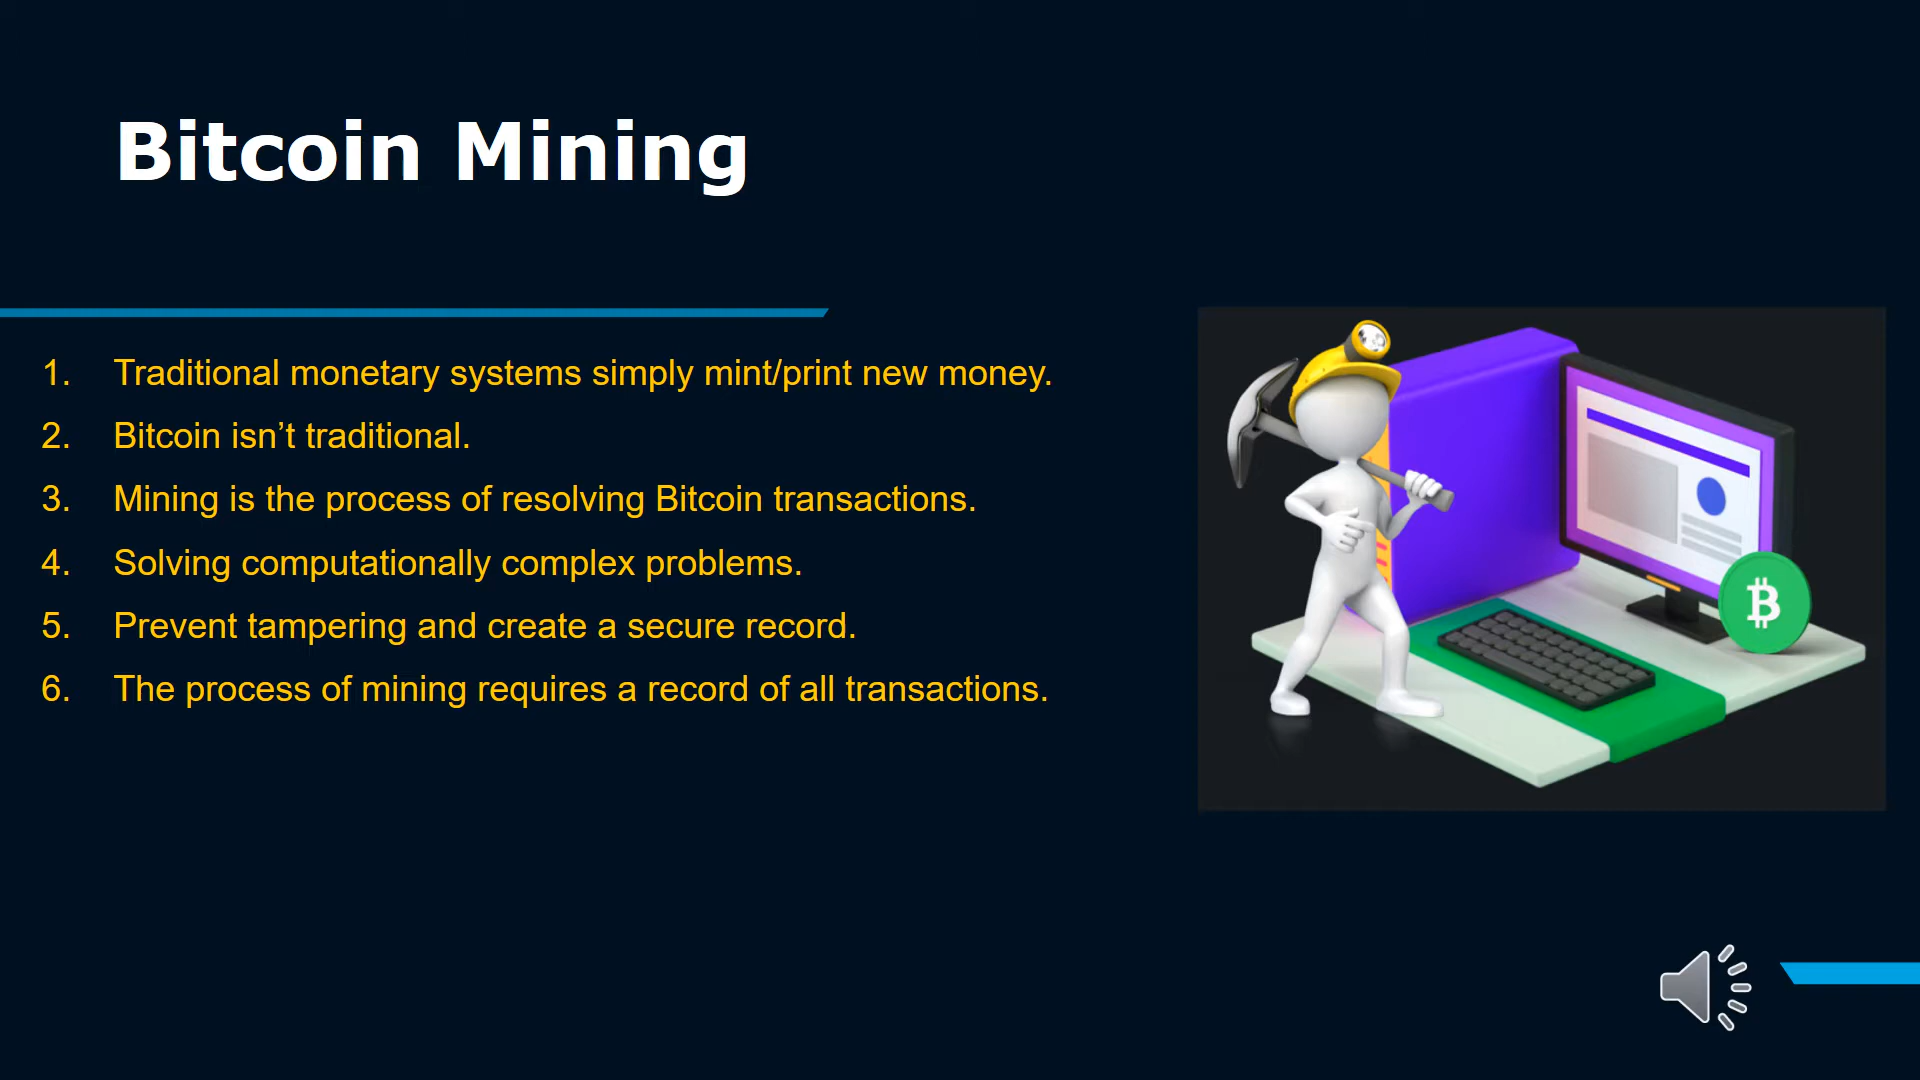 Bitcoin Mining
1. Traditional monetary systems simply mint/print new money.
2. Bitcoin isn’t traditional.
3. Mining is the process of resolving Bitcoin transactions.
4. Solving computationally complex problems.
5. Prevent tampering and create a secure record.
6. The process of mining requires a record of all transactions.